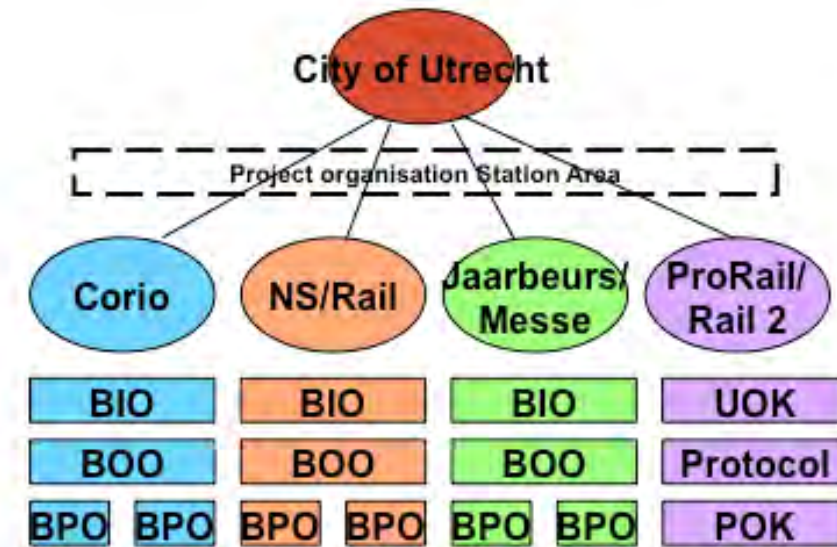 City of Utrecht
Project organisation Station Area
Corio
NS/Rail
Jaarbeurs/
Messe
ProRail/
Rail 2
BIO
BIO
BIO
UOK
BOO
BOO
BOO
Protocol
BPO
BPO
BPO
BPO
BPO
BPO
POK